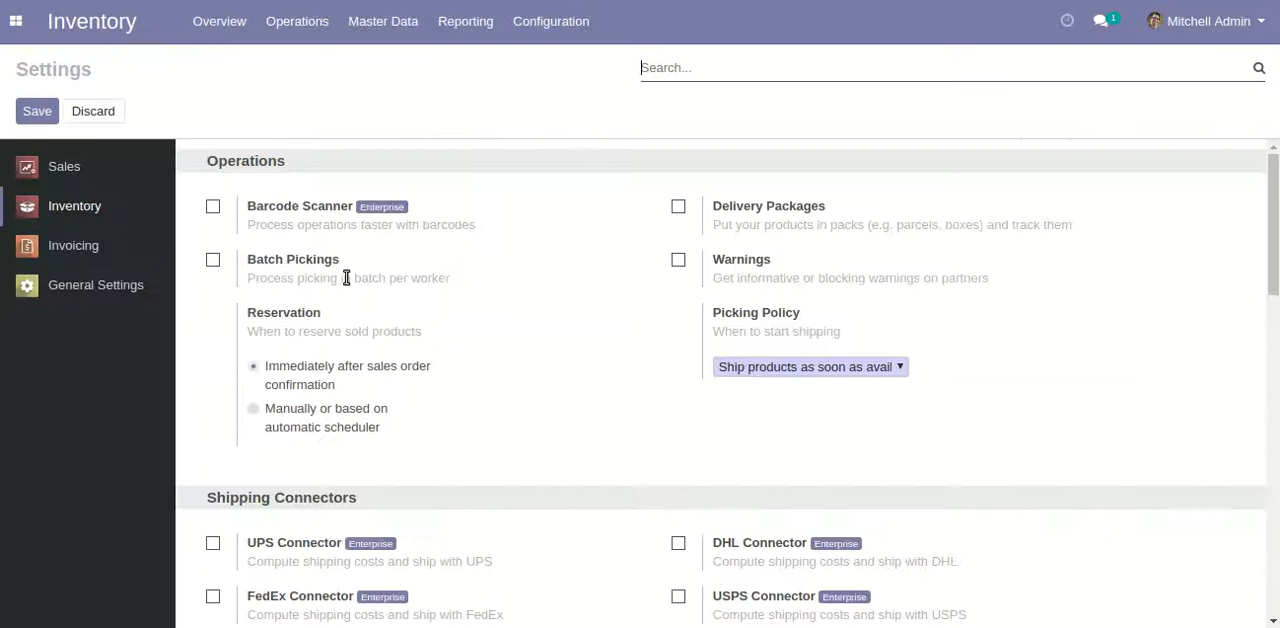 Inventory Overview Operations Master Data Reporting Configuration 1 Mitchell Admin
Settings
Search...
Save Discard
Sales
Inventory
Invoicing
General Settings
Operations
Barcode Scanner Enterprise
Process operations faster with barcodes
Delivery Packages
Put your products in packs (e.g. parcels, boxes) and track them
Batch Pickings
Process picking batch per worker
Warnings
Get informative or blocking warnings on partners
Reservation
When to reserve sold products
Immediately after sales order
confirmation
Manually or based on
automatic scheduler
Picking Policy
When to start shipping
Ship products as soon as avail
Shipping Connectors
UPS Connector Enterprise
Compute shipping costs and ship with UPS
DHL Connector Enterprise
Compute shipping costs and ship with DHL
FedEx Connector Enterprise
Compute shipping costs and ship with FedEx
USPS Connector Enterprise
Compute shipping costs and ship with USPS